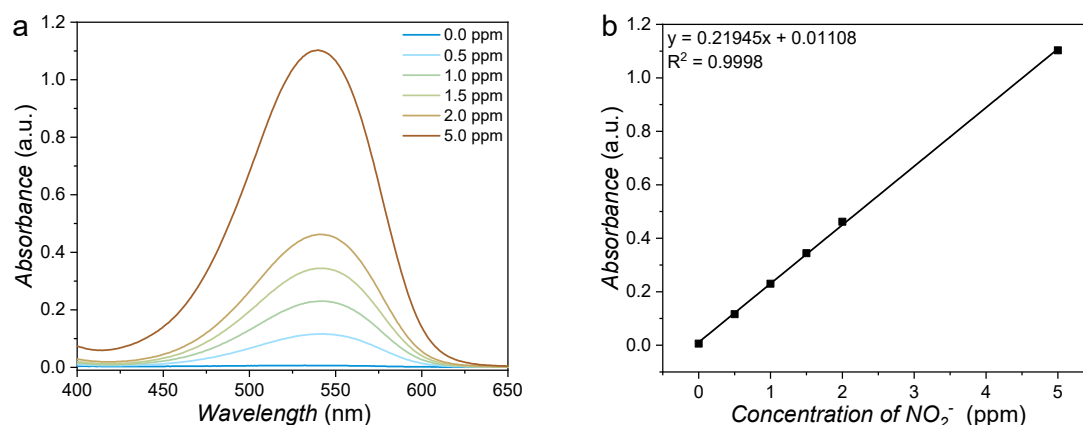 a
1.2
1.0
0.8
0.6
0.4
0.2
0.0
Absorbance (a.u.)
0.0 ppm
0.5 ppm
1.0 ppm
1.5 ppm
2.0 ppm
5.0 ppm
400
450
500
550
600
650
Wavelength (nm)
b
1.2
1.0
0.8
0.6
0.4
0.2
0.0
Absorbance (a.u.)
y = 0.21945x + 0.01108
R² = 0.9998
0
1
2
3
4
5
Concentration of NO₂⁻ (ppm)